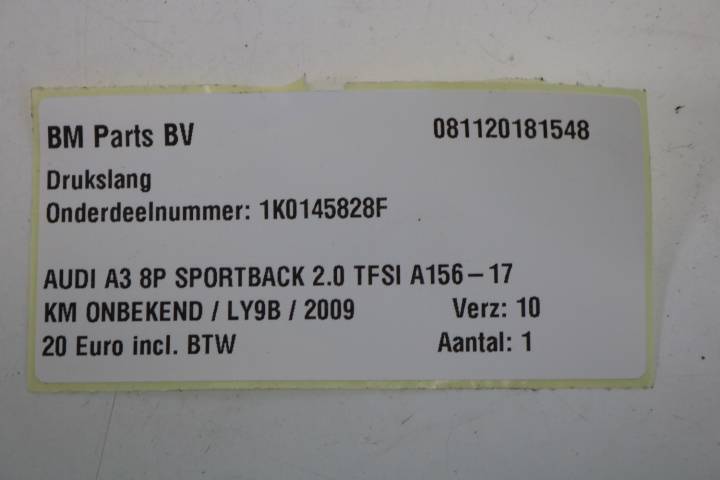 BM Parts BV 081120181548
Drukslang
Onderdeelnummer: 1K0145828F
AUDI A3 8P SPORTBACK 2.0 TFSI A156-17
KM ONBEKEND / LY9B / 2009 Verz: 10
20 Euro incl. BTW Aantal: 1